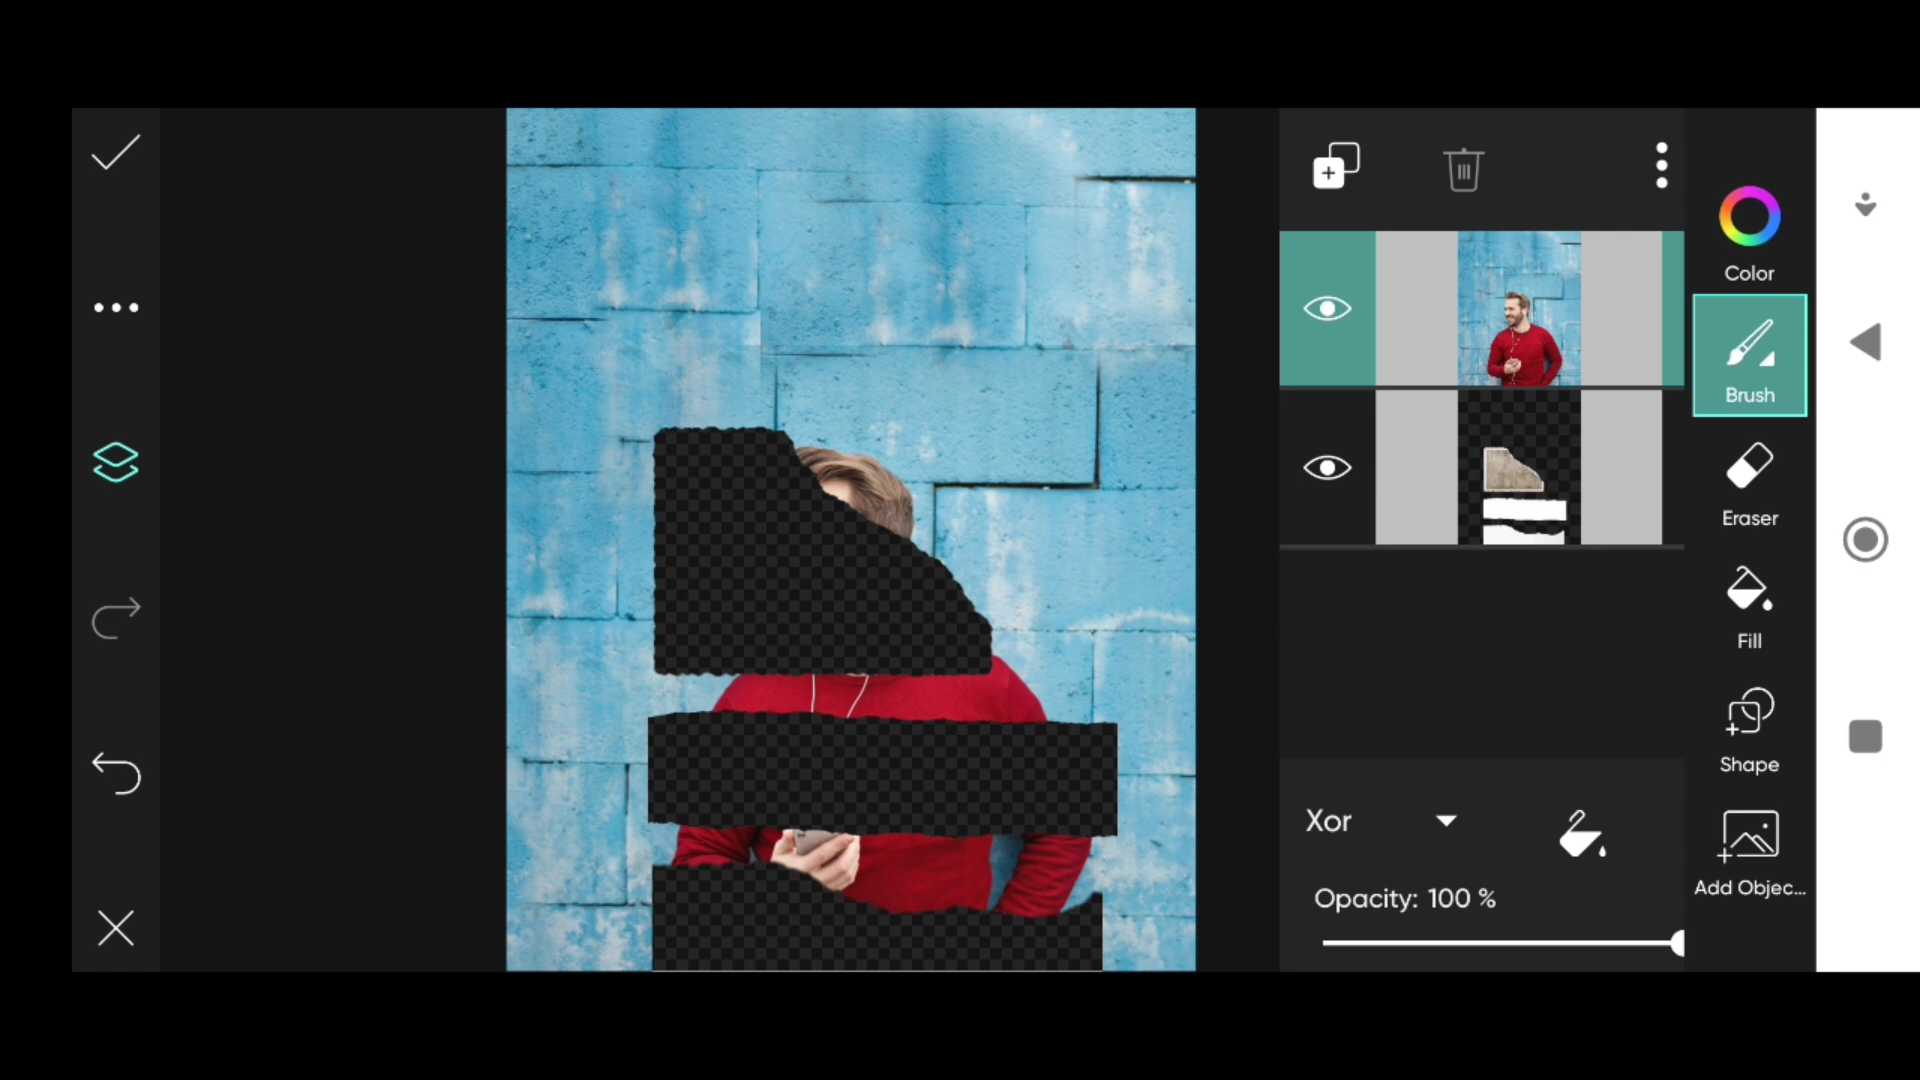 Color
Brush
Eraser
Fill
Shape
Add Objec...
Xor
Opacity: 100 %